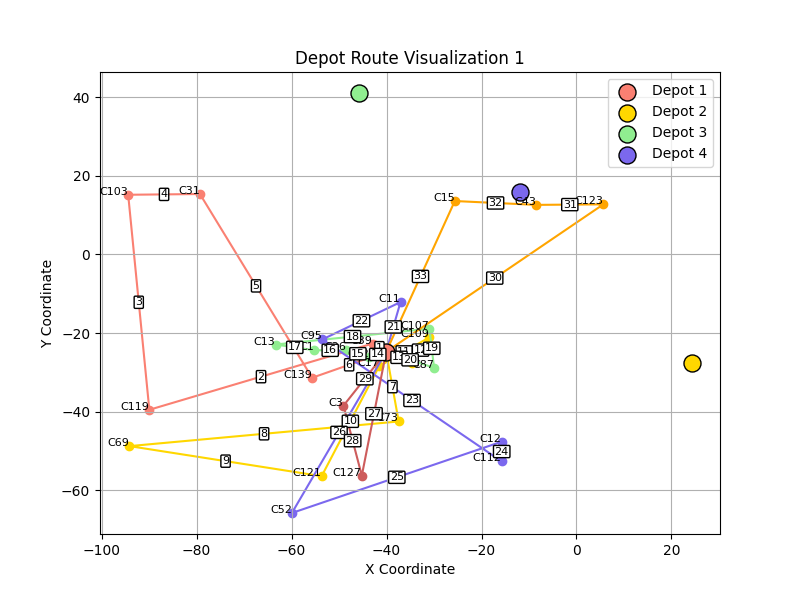 Depot Route Visualization 1
Depot 1
Depot 2
Depot 3
Depot 4
Y Coordinate
40
20
0
−20
−40
−60
C103
4
C31
C15
32
C43
31
C123
3
5
33
30
C11
22
21
C107
C95
18
C109
C13
17
16
15
14
19
20
C87
2
6
29
7
C139
C119
C3
27
23
C173
10
26
28
8
C69
9
C121
C127
C12
24
C112
25
C52
−100
−80
−60
−40
−20
0
20
X Coordinate